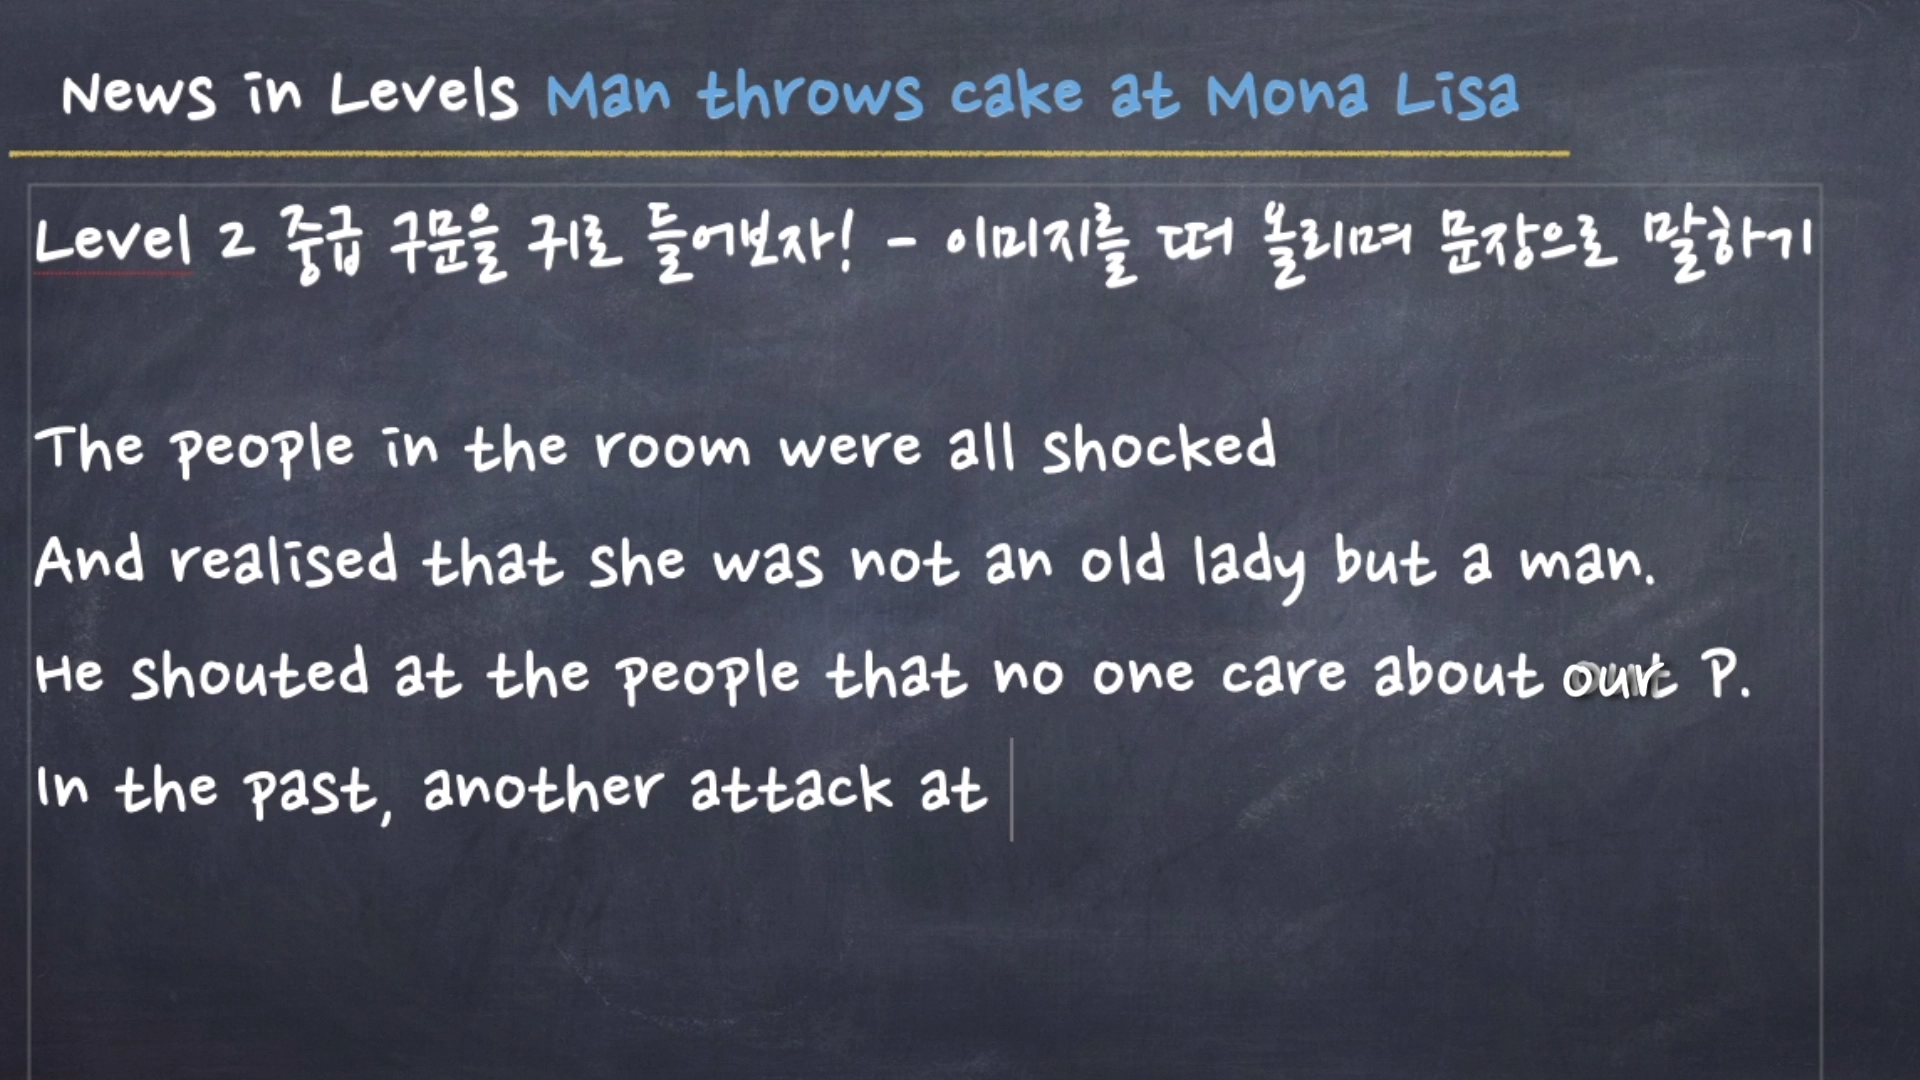 News in Levels Man throws cake at Mona Lisa
Level 2 중급 구문을 귀로 들어보자! - 이미지를 떠 올리며 문장으로 말하기
The people in the room were all shocked
And realised that she was not an old lady but a man.
He shouted at the people that no one care about our P.
In the past, another attack at